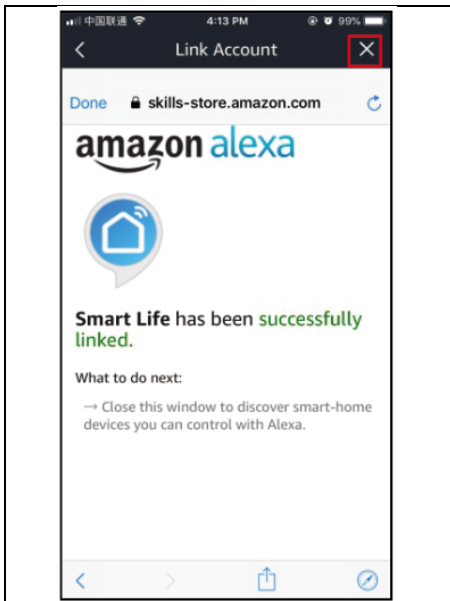 中国联通 4:13 PM 99%
Link Account
Done skills-store.amazon.com
amazon alexa
Smart Life has been successfully
linked.
What to do next:
→ Close this window to discover smart-home
devices you can control with Alexa.